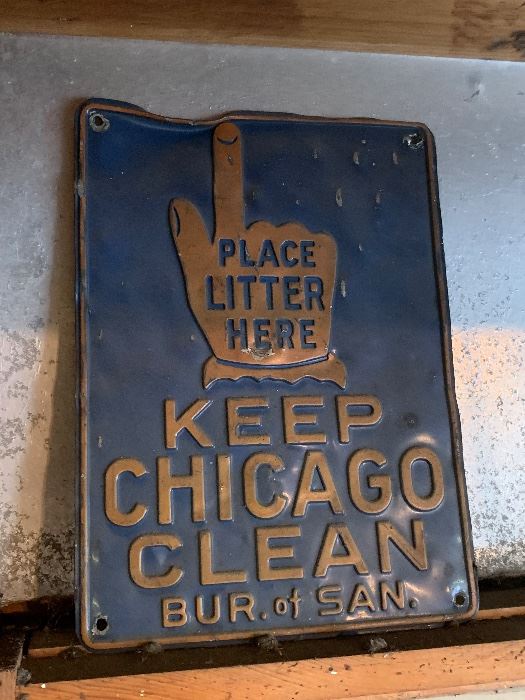 PLACE
LITTER
HERE
KEEP
CHICAGO
CLEAN
BUR. of SAN.